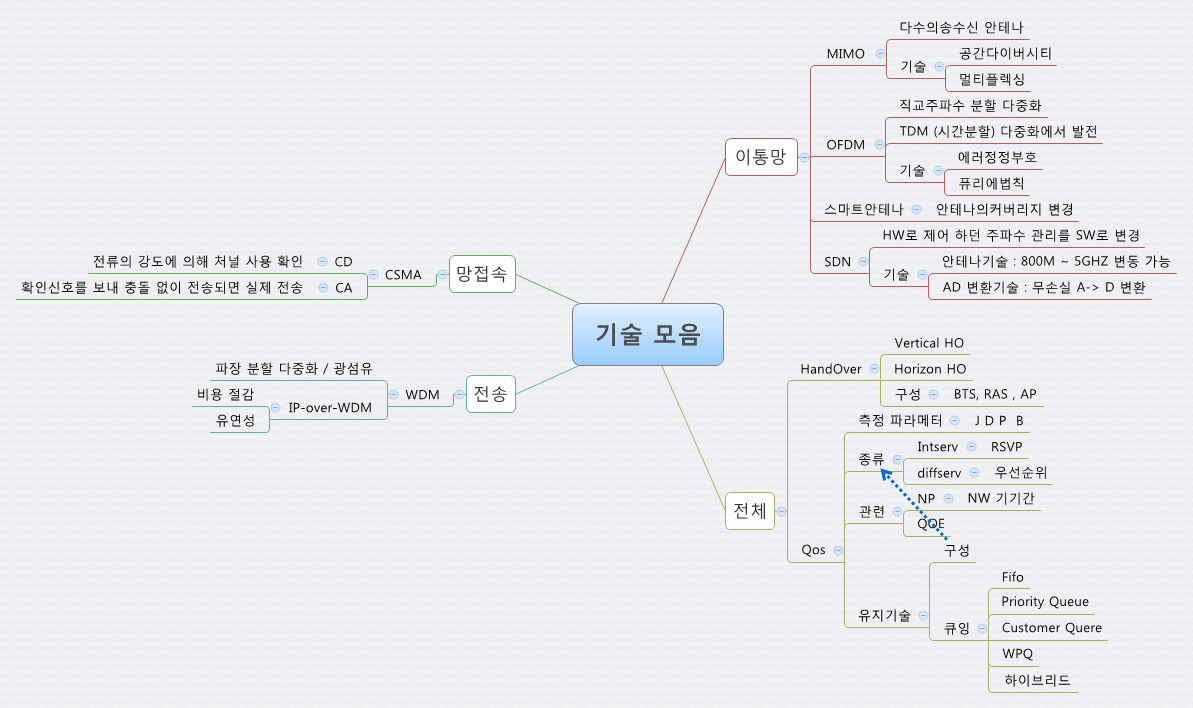 기술 모음
이통망
MIMO
다수의송수신 안테나
기술
공간다이버시티
멀티플렉싱
OFDM
직교주파수 분할 다중화
TDM (시간분할) 다중화에서 발전
기술
에러정정부호
퓨리에법칙
스마트안테나
안테나의커버리지 변경
SDN
HW로 제어 하던 주파수 관리를 SW로 변경
기술
안테나기술 : 800M ~ 5GHZ 변동 가능
AD 변환기술 : 무손실 A-> D 변환
망접속
CSMA
전류의 강도에 의해 처널 사용 확인
CD
확인신호를 보내 충돌 없이 전송되면 실제 전송
CA
전송
WDM
파장 분할 다중화 / 광섬유
IP-over-WDM
비용 절감
유연성
전체
HandOver
Vertical HO
Horizon HO
구성
BTS, RAS , AP
Qos
측정 파라메터
J D P B
종류
Intserv
RSVP
diffserv
우선순위
관련
NP
NW 기기간
QOE
유지기술
구성
큐잉
Fifo
Priority Queue
Customer Quere
WPQ
하이브리드